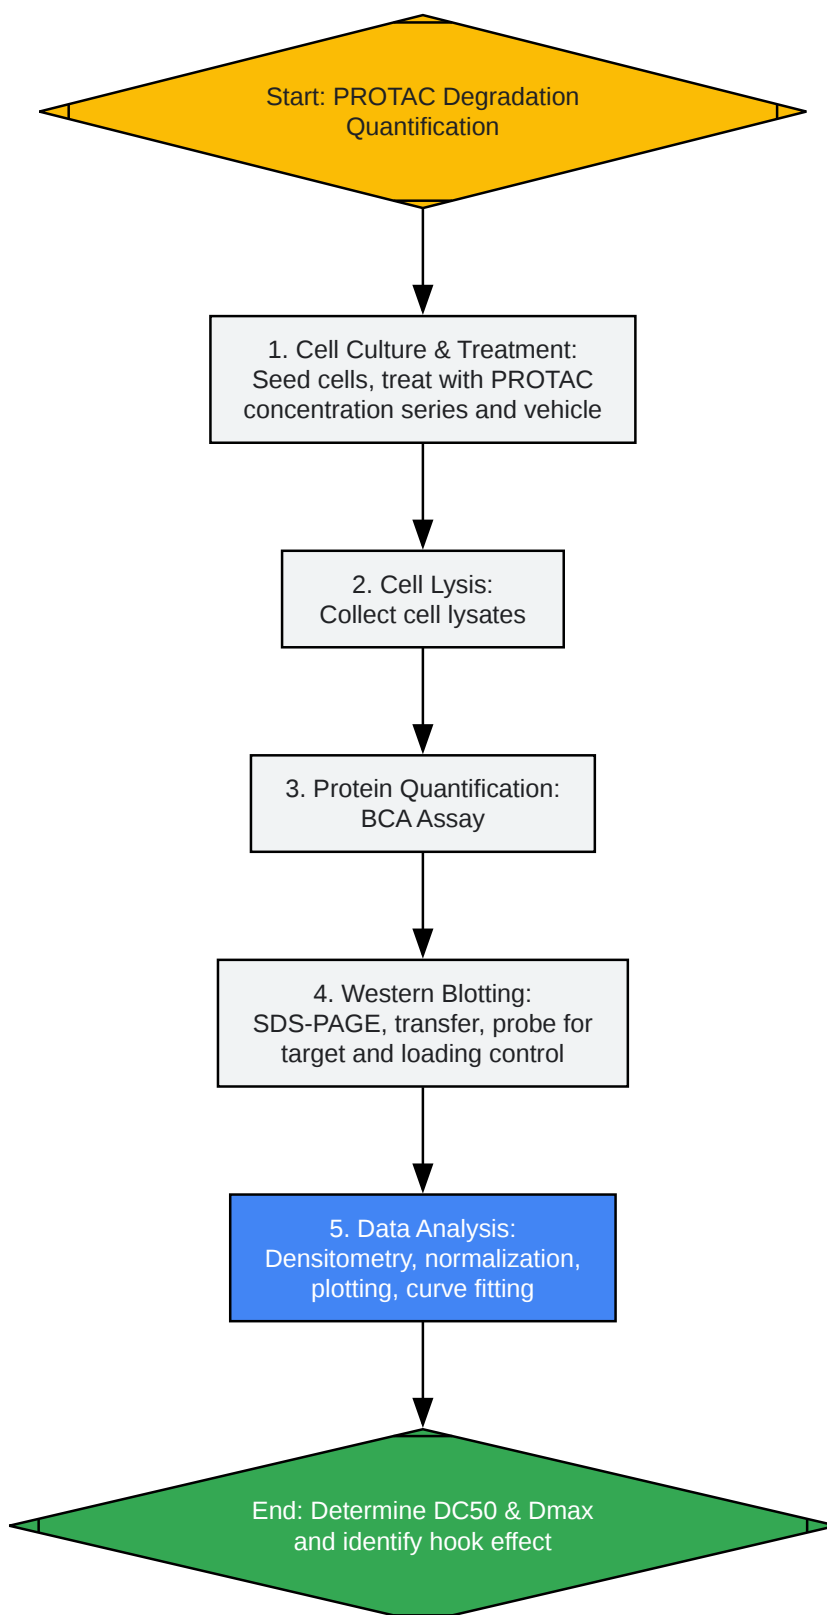 Start: PROTAC Degradation
Quantification
1. Cell Culture & Treatment:
Seed cells, treat with PROTAC
concentration series and vehicle
2. Cell Lysis:
Collect cell lysates
3. Protein Quantification:
BCA Assay
4. Western Blotting:
SDS-PAGE, transfer, probe for
target and loading control
5. Data Analysis:
Densitometry, normalization,
plotting, curve fitting
End: Determine DC50 & Dmax
and identify hook effect